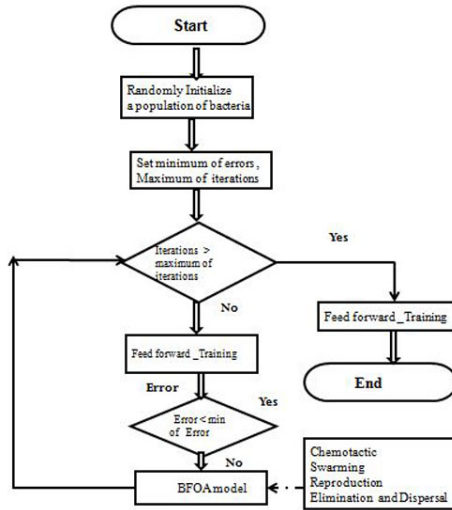 Start
Randomly Initialize
a population of bacteria
Set minimum of errors ,
Maximum of iterations
Iterations >
maximum of
iterations
Yes
No
Feed forward _Training
Feed forward _Training
End
Error
Error < min
of Error
Yes
No
BFOA model
Chemotactic
Swarming
Reproduction
Elimination and Dispersal